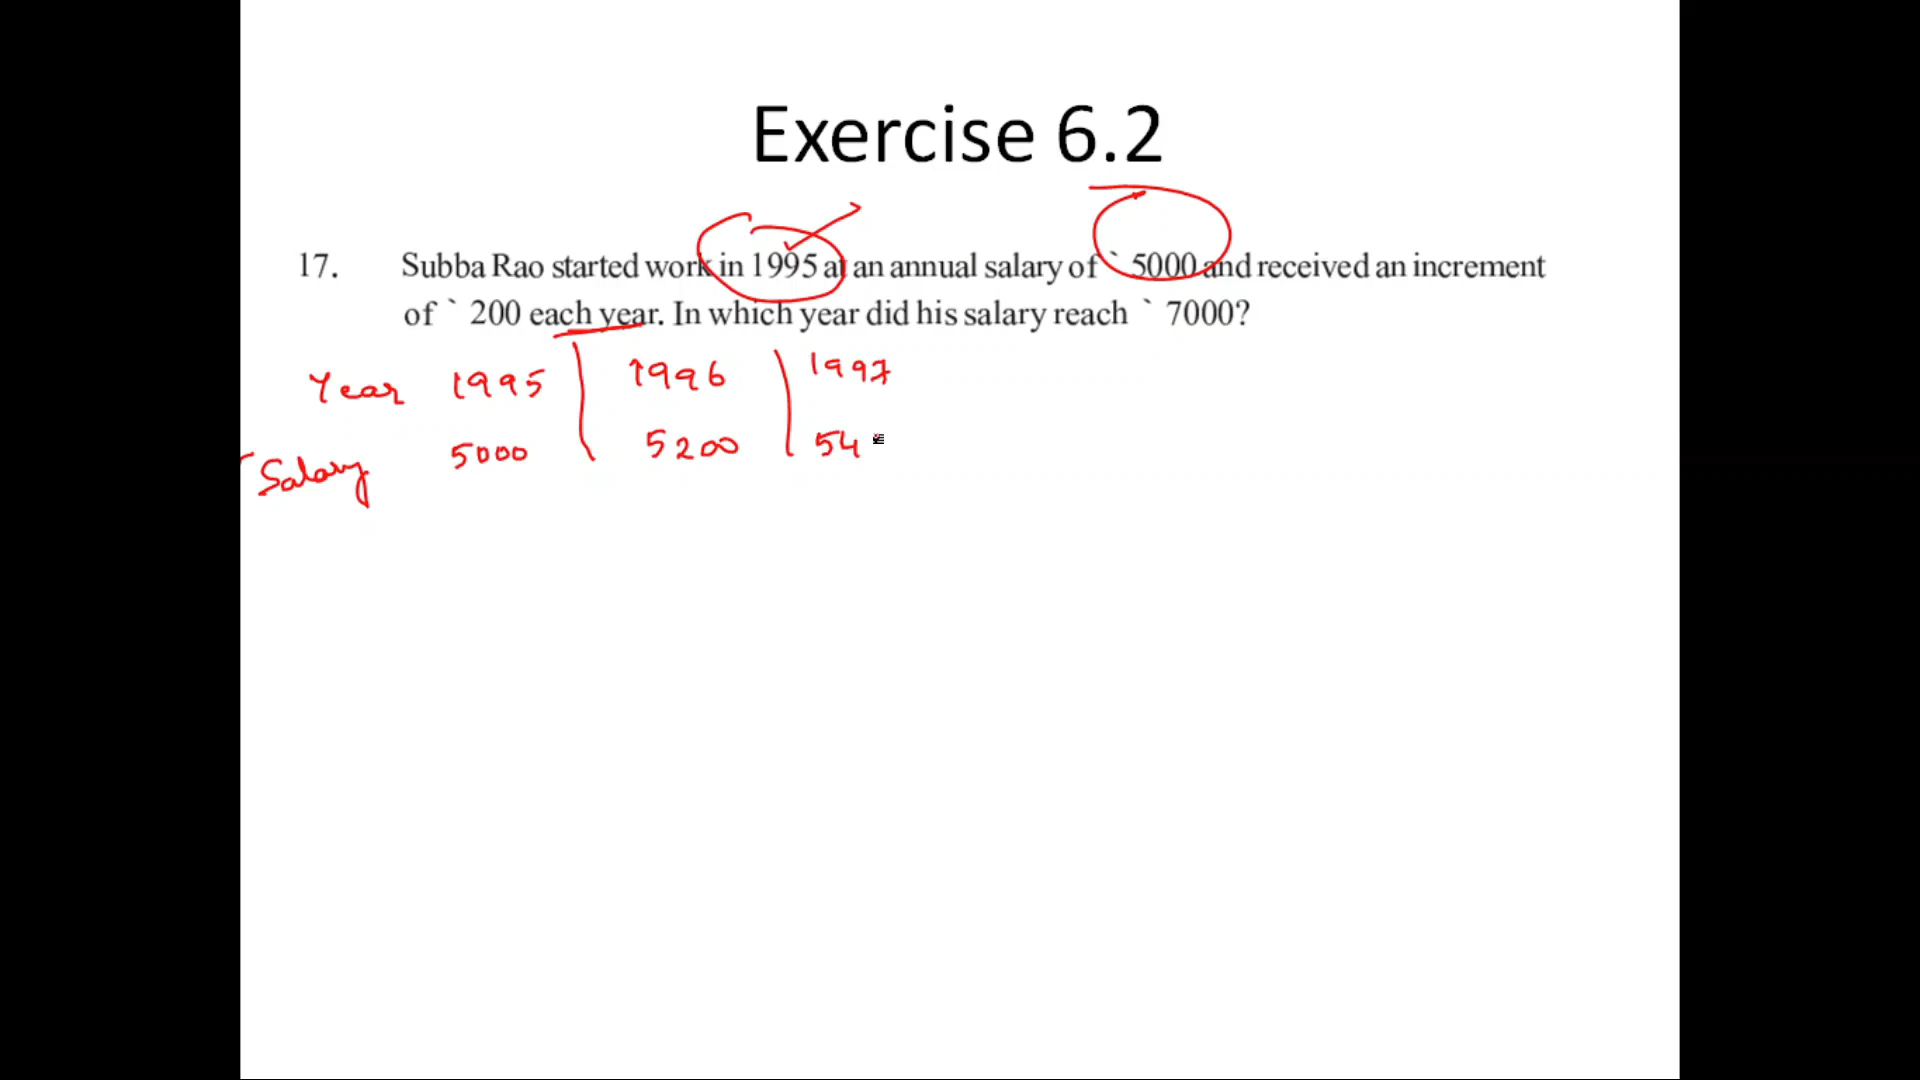 Exercise 6.2
17. Subba Rao started work in 1995 at an annual salary of ` 5000 and received an increment
of ` 200 each year. In which year did his salary reach ` 7000?
Year 1995 1996 1997
Salary 5000 5200 54